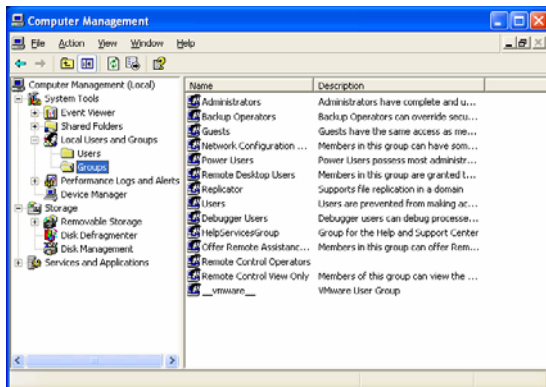 Computer Management
File Action View Window Help
Computer Management (Local)
System Tools
Event Viewer
Shared Folders
Local Users and Groups
Users
Groups
Performance Logs and Alerts
Device Manager
Storage
Removable Storage
Disk Defragmenter
Disk Management
Services and Applications
Name Description
Administrators Administrators have complete and u...
Backup Operators Backup Operators can override secu...
Guests Guests have the same access as me...
Network Configuration ... Members in this group can have som...
Power Users Power Users possess most administr...
Remote Desktop Users Members in this group are granted t...
Replicator Supports file replication in a domain
Users Users are prevented from making ac...
Debugger Users Debugger users can debug processe...
HelpServicesGroup Group for the Help and Support Center
Offer Remote Assistanc... Members in this group can offer Rem...
Remote Control Operators
Remote Control View Only Members of this group can view the ...
__vmware__ VMware User Group